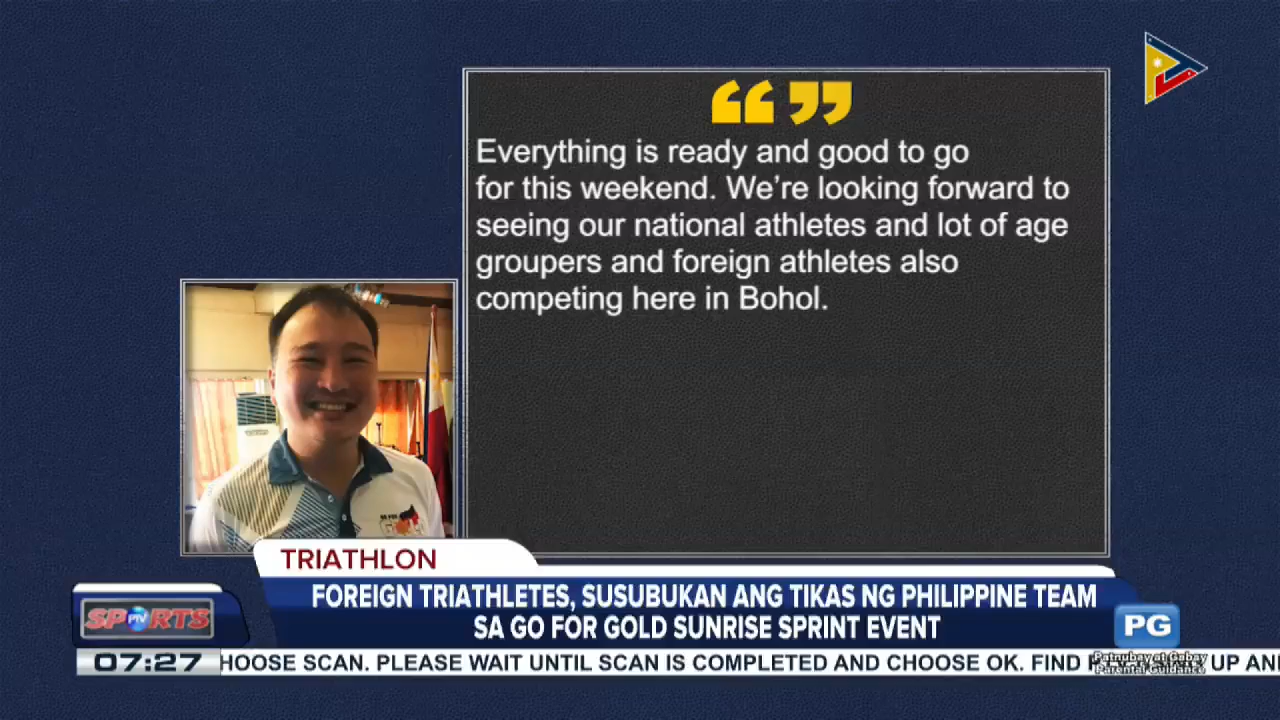 “ ”
Everything is ready and good to go
for this weekend. We’re looking forward to
seeing our national athletes and lot of age
groupers and foreign athletes also
competing here in Bohol.
TRIATHLON
FOREIGN TRIATHLETES, SUSUBUKAN ANG TIKAS NG PHILIPPINE TEAM
SA GO FOR GOLD SUNRISE SPRINT EVENT
PTV SPORTS
PG
Patnubay at Gabay
Parental Guidance
07:27
HOOSE SCAN. PLEASE WAIT UNTIL SCAN IS COMPLETED AND CHOOSE OK. FIND UP AN